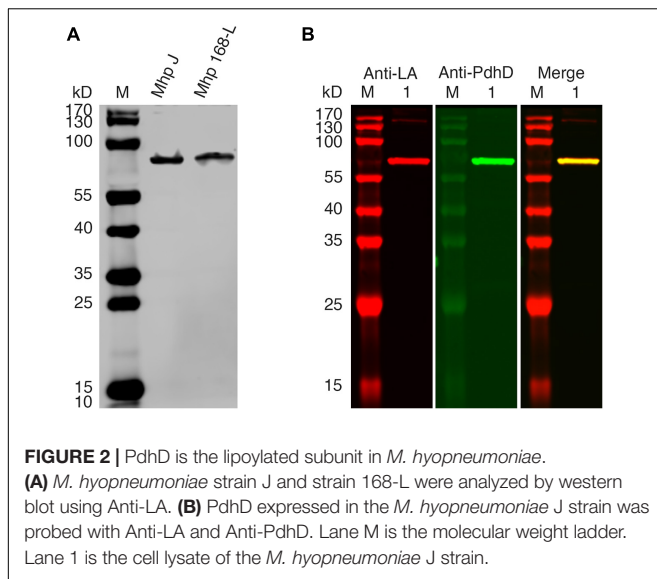 A
kD M Mhp J Mhp 168-L
170
130
100
55
40
35
25
15
10
B
Anti-LA Anti-PdhD Merge
kD M 1 M 1 M 1
170
130
100
55
40
35
25
15
FIGURE 2 | PdhD is the lipoylated subunit in M. hyopneumoniae.
(A) M. hyopneumoniae strain J and strain 168-L were analyzed by western
blot using Anti-LA. (B) PdhD expressed in the M. hyopneumoniae J strain was
probed with Anti-LA and Anti-PdhD. Lane M is the molecular weight ladder.
Lane 1 is the cell lysate of the M. hyopneumoniae J strain.